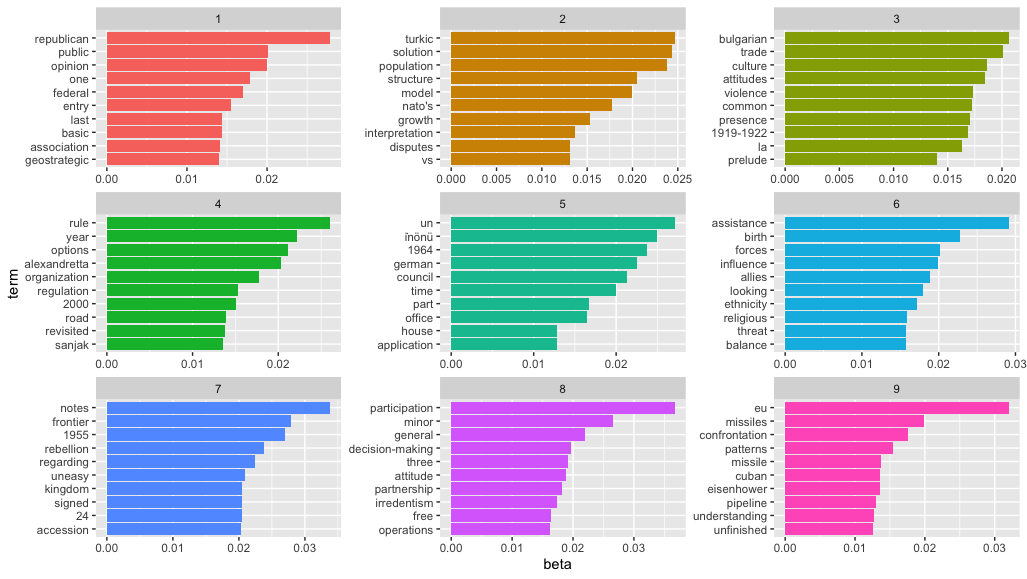 1
republican
public
opinion
one
federal
entry
last
basic
association
geostrategic
0.00 0.01 0.02
2
turkic
solution
population
structure
model
nato's
growth
interpretation
disputes
vs
0.000 0.005 0.010 0.015 0.020 0.025
3
bulgarian
trade
culture
attitudes
violence
common
presence
1919-1922
la
prelude
0.000 0.005 0.010 0.015 0.020
4
rule
year
options
alexandretta
organization
regulation
2000
road
revisited
sanjak
0.00 0.01 0.02
5
un
i̇nönü
1964
german
council
time
part
office
house
application
0.00 0.01 0.02
6
assistance
birth
forces
influence
allies
looking
ethnicity
religious
threat
balance
0.00 0.01 0.02 0.03
7
notes
frontier
1955
rebellion
regarding
uneasy
kingdom
signed
24
accession
0.00 0.01 0.02 0.03
8
participation
minor
general
decision-making
three
attitude
partnership
irredentism
free
operations
0.00 0.01 0.02 0.03
9
eu
missiles
confrontation
patterns
missile
cuban
eisenhower
pipeline
understanding
unfinished
0.00 0.01 0.02 0.03
term
beta